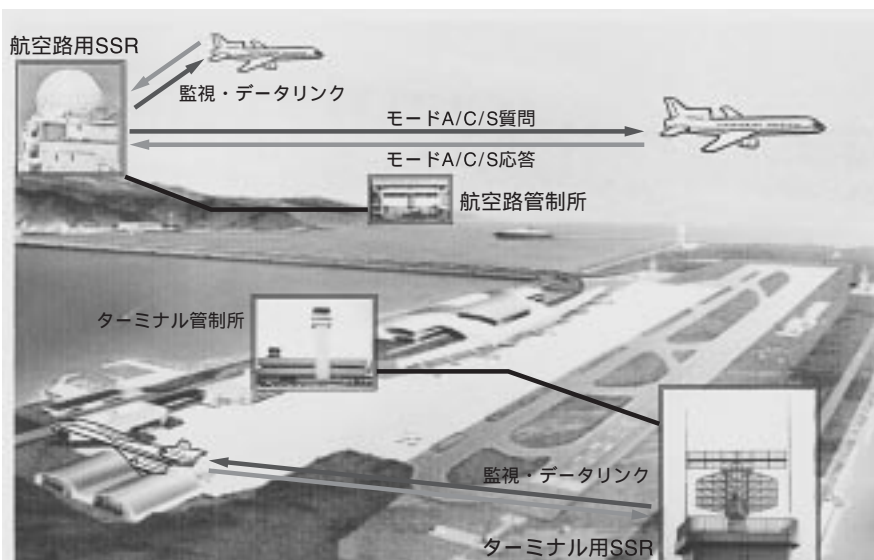 航空路用SSR
監視・データリンク
モードA/C/S質問
モードA/C/S応答
航空路管制所
ターミナル管制所
監視・データリンク
ターミナル用SSR